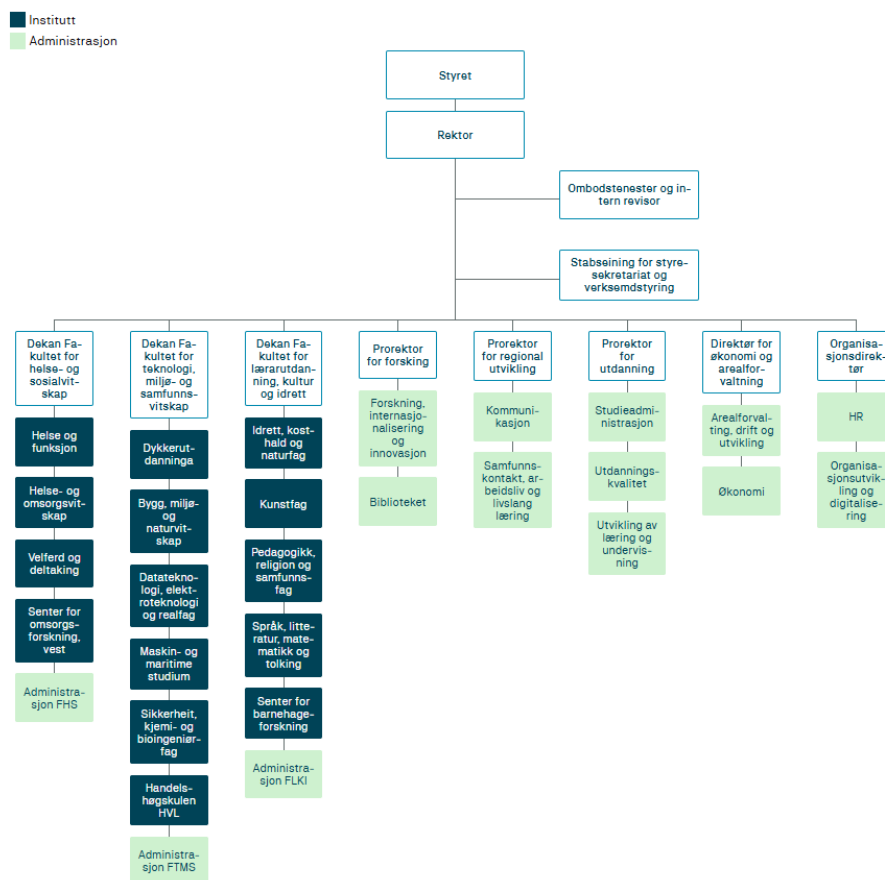 Institutt
Administrasjon
Styret
Rektor
Ombodstenester og in-
tern revisor
Stabseining for styre-
sekretariat og
verksemdstyring
Dekan Fa-
kultet for
helse- og
sosialvit-
skap
Helse og
funksjon
Helse- og
omsorgsvit-
skap
Velferd og
deltaking
Senter for
omsorgs-
forskning,
vest
Administra-
sjon FHS
Dekan Fa-
kultet for
teknologi,
miljø- og
samfunns-
vitskap
Dykkerut-
danninga
Bygg, miljø-
og
naturvit-
skap
Datatekno-
logi, elekt-
roteknologi
og realfag
Maskin- og
maritime
studium
Sikkerheit,
kjemi- og
bioingeniør-
fag
Handels-
høgskulen
HVL
Administra-
sjon FTMS
Dekan Fa-
kultet for
lærarutdan-
ning, kultur
og idrett
Idrett, kost-
hald og
naturfag
Kunstfag
Pedagogikk,
religion og
samfunns-
fag
Språk, litte-
ratur, mate-
matikk og
tolking
Senter for
barnehage-
forskning
Administra-
sjon FLKI
Prorektor
for forsking
Forskning,
internasjo-
nalisering
og
innovasjon
Biblioteket
Prorektor
for regional
utvikling
Kommuni-
kasjon
Samfunns-
kontakt, ar-
beidsliv og
livslang
læring
Prorektor
for
utdanning
Studieadmi-
nistrasjon
Utdannings-
kvalitet
Utvikling av
læring og
undervis-
ning
Direktør for
økonomi og
arealfor-
valtning
Arealforval-
ting, drift og
utvikling
Økonomi
Organisa-
sjonsdirek-
tør
HR
Organisa-
sjonsutvik-
ling og
digitalise-
ring